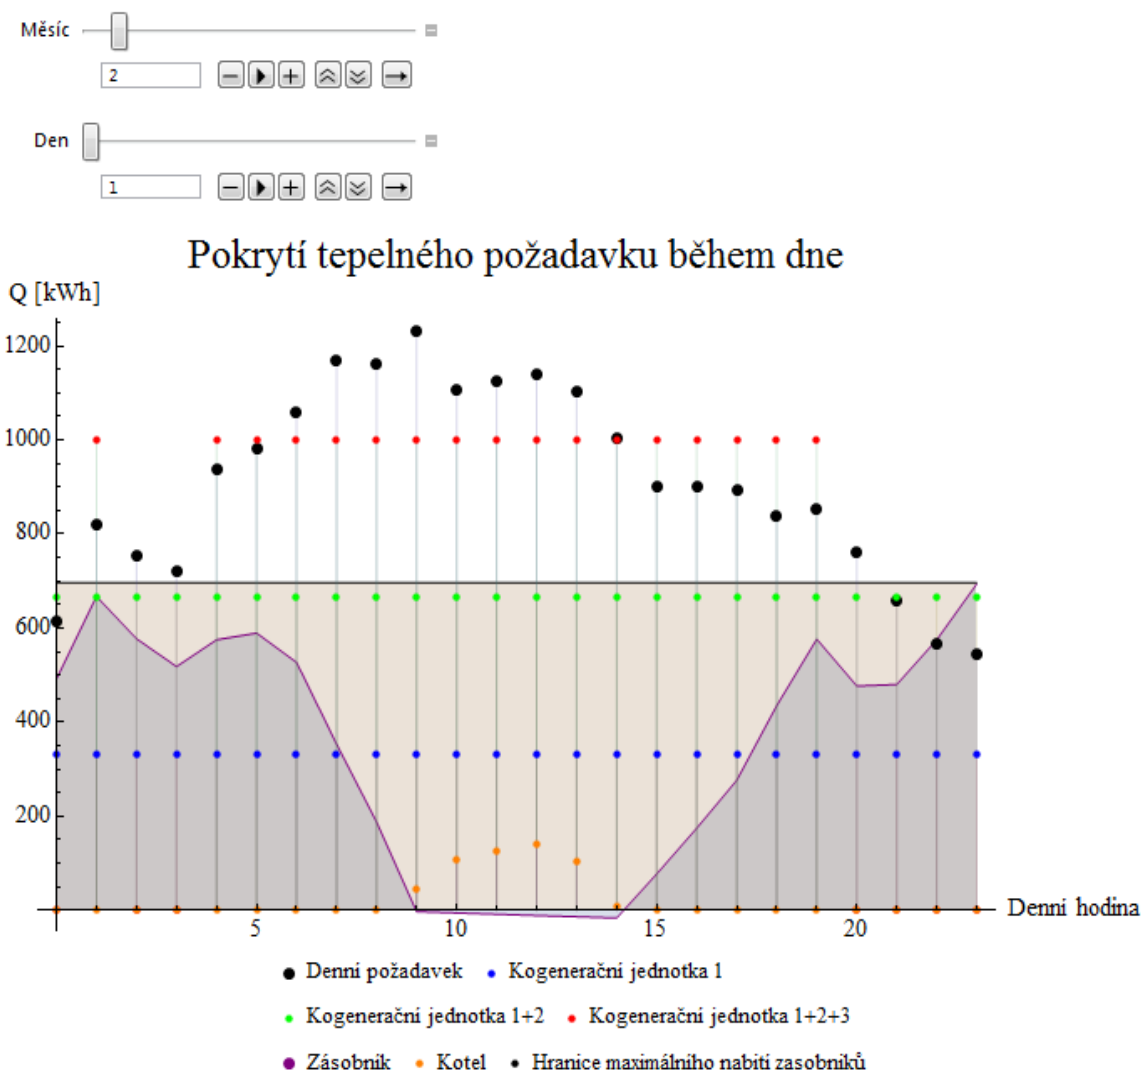 Měsíc
2
Den
1
Pokrytí tepelného požadavku během dne
Q [kWh]
1200
1000
800
600
400
200
5 10 15 20
Denní hodina
Denní požadavek Kogenerační jednotka 1
Kogenerační jednotka 1+2 Kogenerační jednotka 1+2+3
Zásobník Kotel Hranice maximálního nabití zasobníků